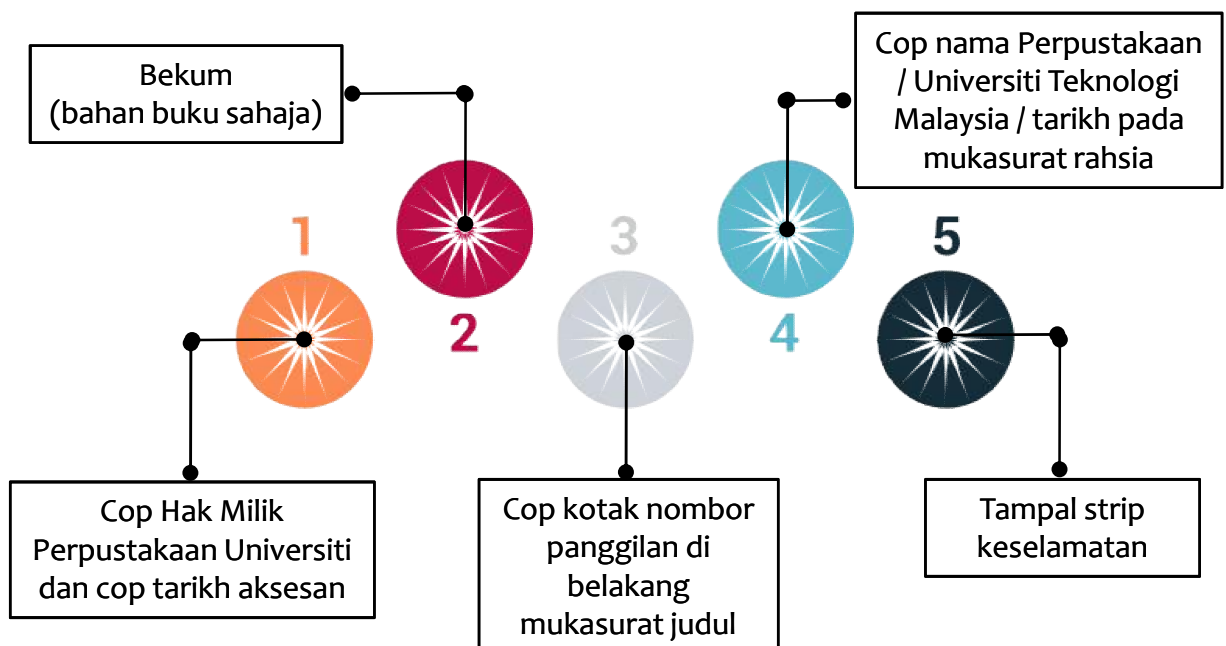 1
Cop Hak Milik
Perpustakaan Universiti
dan cop tarikh aksesan
2
Bekum
(bahan buku sahaja)
3
Cop kotak nombor
panggilan di
belakang
mukasurat judul
4
Cop nama Perpustakaan
/ Universiti Teknologi
Malaysia / tarikh pada
mukasurat rahsia
5
Tampal strip
keselamatan